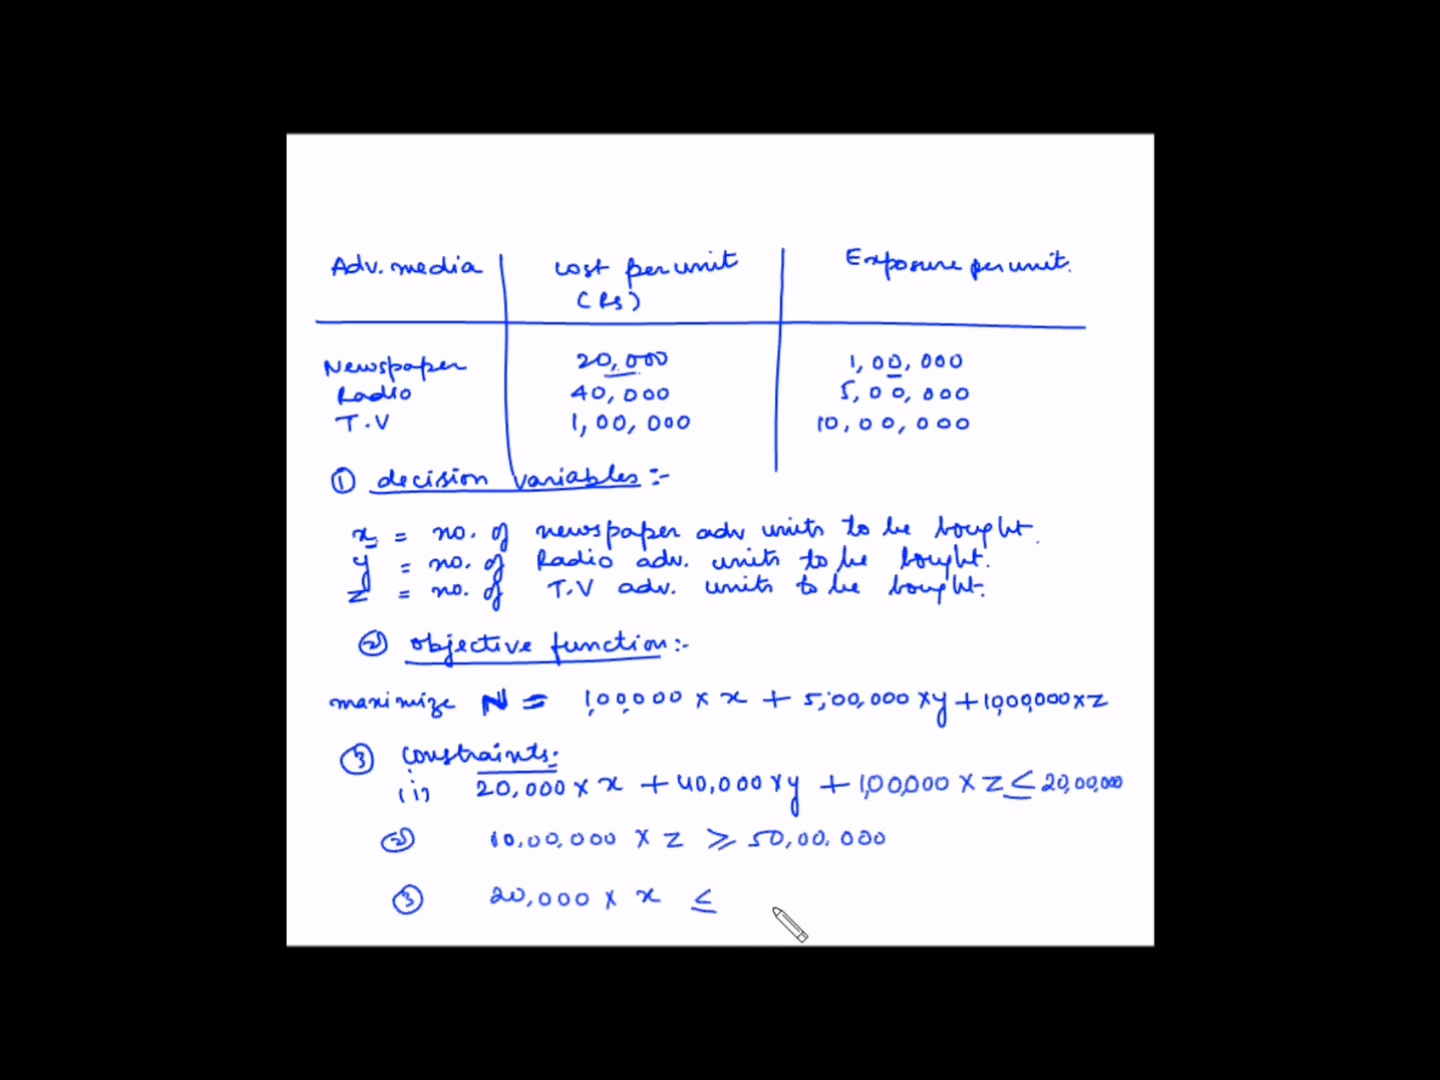 Adv. media cost per unit Exposure per unit.
(Rs)
Newspaper 20,000 1,00,000
Radio 40,000 5,00,000
T.V 1,00,000 10,00,000
① decision variables :-
x = no. of newspaper adv units to be bought.
y = no. of Radio adv. units to be bought.
z = no. of T.V adv. units to be bought.
② objective function:-
maximize N = 1,00,000 × x + 5,00,000 × y + 10,00,000 × z
③ constraints:
(i) 20,000 × x + 40,000 × y + 1,00,000 × z ≤ 20,00,000
② 10,00,000 × z ≥ 50,00,000
③ 20,000 × x ≤